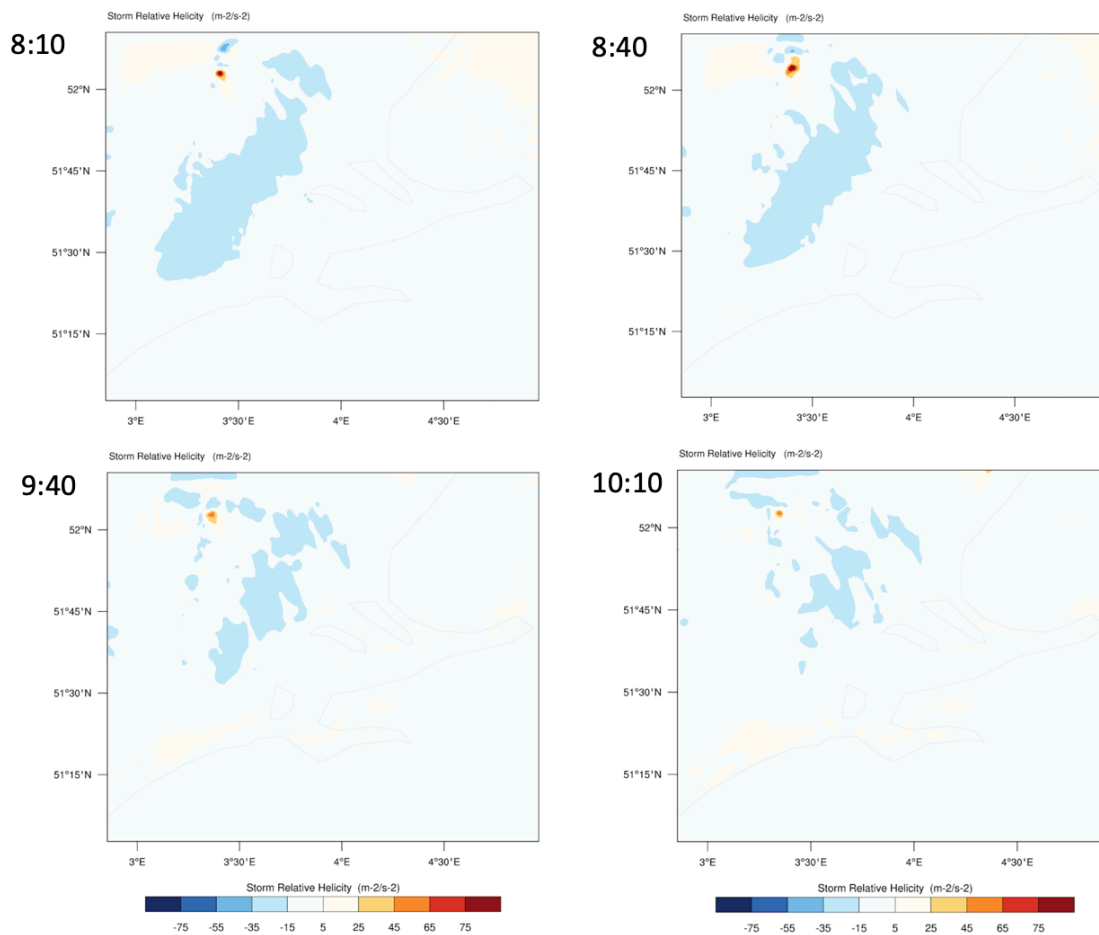 Storm Relative Helicity (m-2/s-2)
8:10
52°N
51°45'N
51°30'N
51°15'N
3°E
3°30'E
4°E
4°30'E
Storm Relative Helicity (m-2/s-2)
8:40
52°N
51°45'N
51°30'N
51°15'N
3°E
3°30'E
4°E
4°30'E
Storm Relative Helicity (m-2/s-2)
9:40
52°N
51°45'N
51°30'N
51°15'N
3°E
3°30'E
4°E
4°30'E
Storm Relative Helicity (m-2/s-2)
10:10
52°N
51°45'N
51°30'N
51°15'N
3°E
3°30'E
4°E
4°30'E
Storm Relative Helicity (m-2/s-2)
-75 -55 -35 -15 5 25 45 65 75
Storm Relative Helicity (m-2/s-2)
-75 -55 -35 -15 5 25 45 65 75